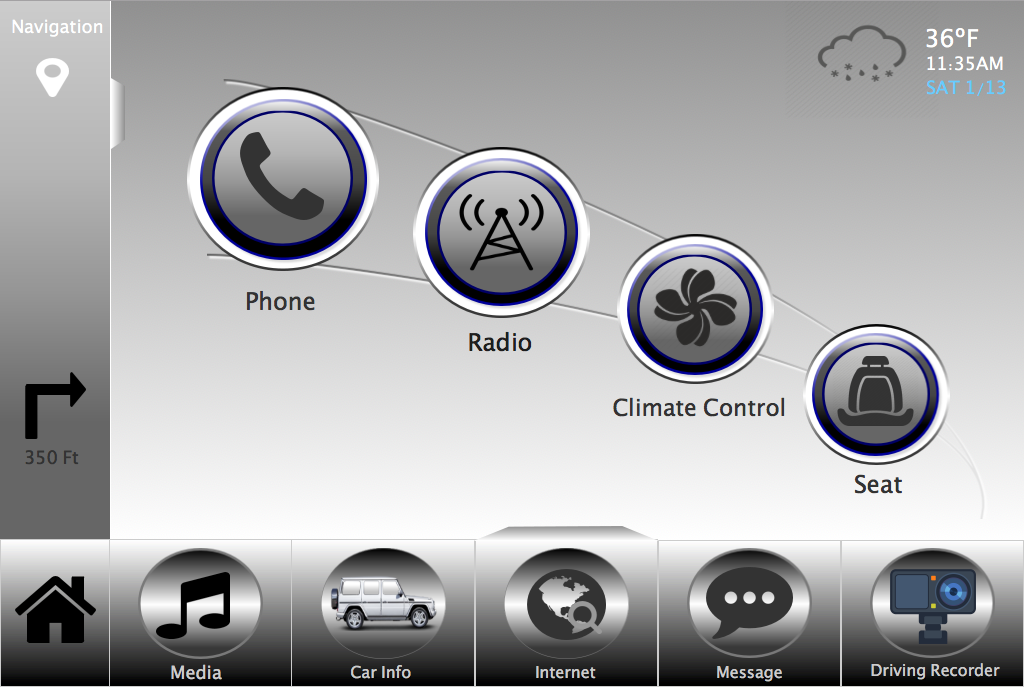 Navigation
36°F
11:35AM
SAT 1/13
Phone
Radio
Climate Control
350 Ft
Seat
Media
Car Info
Internet
Message
Driving Recorder